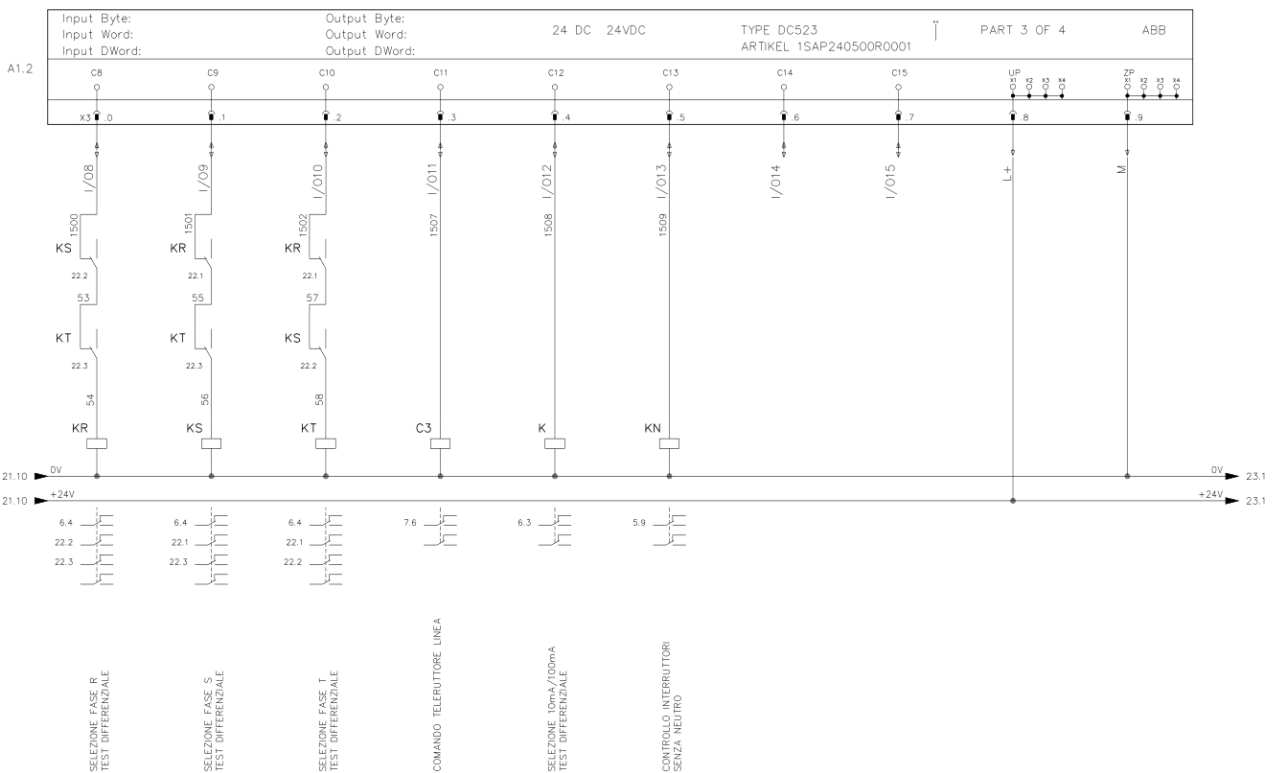 Input Byte:
Input Word:
Input DWord:
Output Byte:
Output Word:
Output DWord:
24 DC 24VDC
TYPE DC523
ARTIKEL 1SAP240500R0001
Ï
PART 3 OF 4
ABB
A1.2
C8 C9 C10 C11 C12 C13 C14 C15 UP ZP
X1 X2 X3 X4 X1 X2 X3 X4
X3 .0 .1 .2 .3 .4 .5 .6 .7 .8 .9
I/O8 I/O9 I/O10 I/O11 I/O12 I/O13 I/O14 I/O15 L+ M
1500 1501 1502 1507 1508 1509
KS KR KR
22.2 22.1 22.1
53 55 57
KT KT KS
22.3 22.3 22.2
54 56 58
KR KS KT C3 K KN
21.10 0V 0V 23.1
21.10 +24V +24V 23.1
6.4 6.4 6.4 7.6 6.3 5.9
22.2 22.1 22.1
22.3 22.3 22.2
SELEZIONE FASE R
TEST DIFFERENZIALE
SELEZIONE FASE S
TEST DIFFERENZIALE
SELEZIONE FASE T
TEST DIFFERENZIALE
COMANDO TELERUTTORE LINEA
SELEZIONE 10mA/100mA
TEST DIFFERENZIALE
CONTROLLO INTERRUTTORI
SENZA NEUTRO